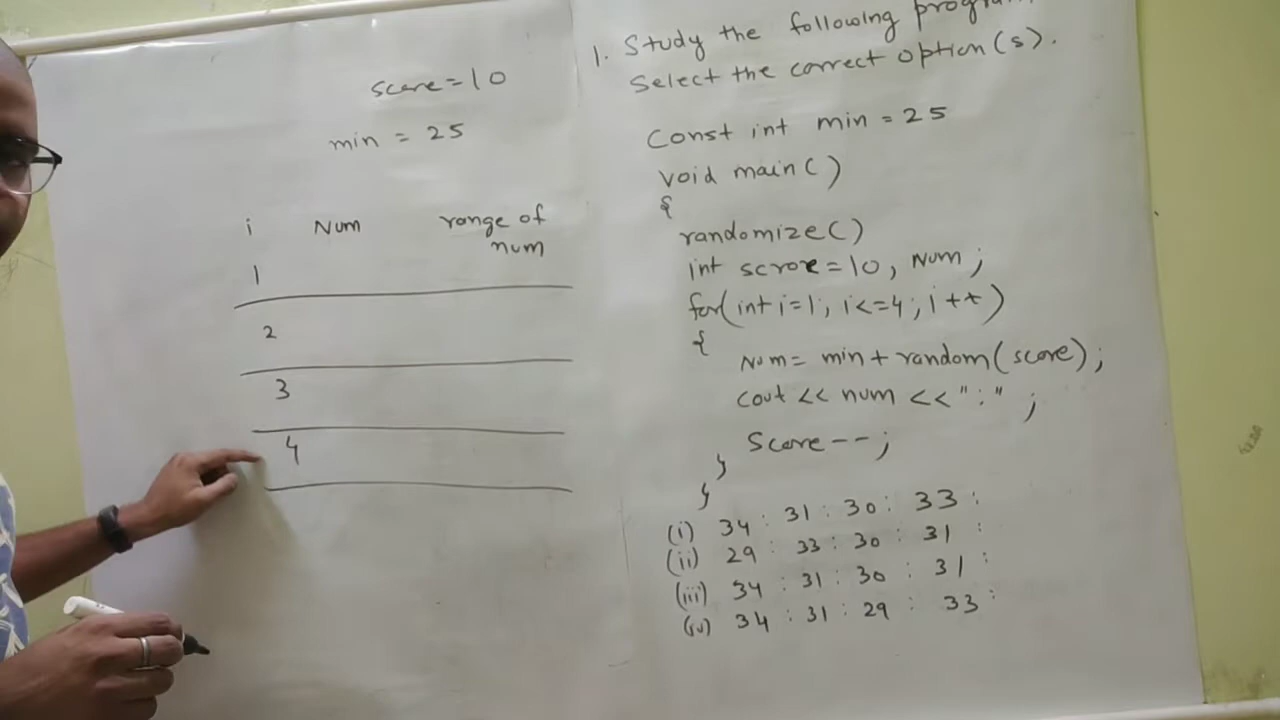 score=10
min = 25
i Num range of
num
1
2
3
4
1. Study the following program
Select the correct option(s).
Const int min = 25
void main()
{
randomize()
int scroe=10, Num;
for(int i=1; i<=4; i++)
{
Num= min + random(score);
cout << num <<":" ;
Score--;
}
}
(i) 34 : 31 : 30 : 33 :
(ii) 29 : 33 : 30 : 31 :
(iii) 34 : 31 : 30 : 31 :
(iv) 34 : 31 : 29 : 33 :